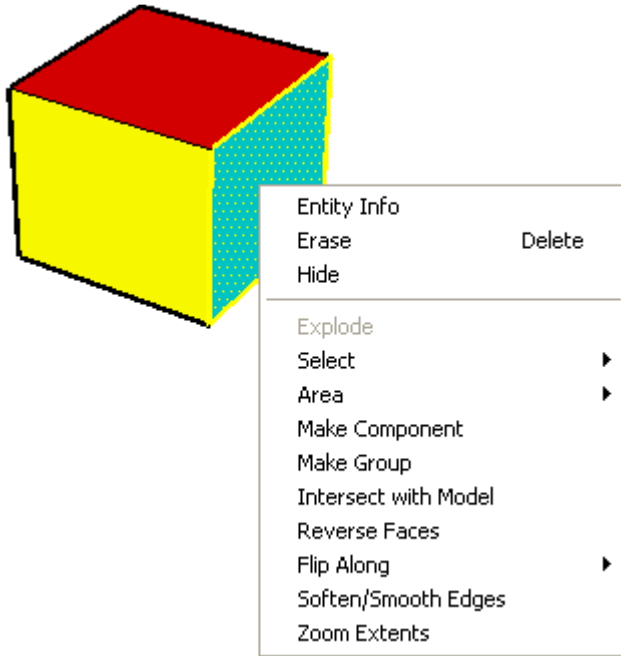 Entity Info
Erase Delete
Hide
Explode
Select
Area
Make Component
Make Group
Intersect with Model
Reverse Faces
Flip Along
Soften/Smooth Edges
Zoom Extents